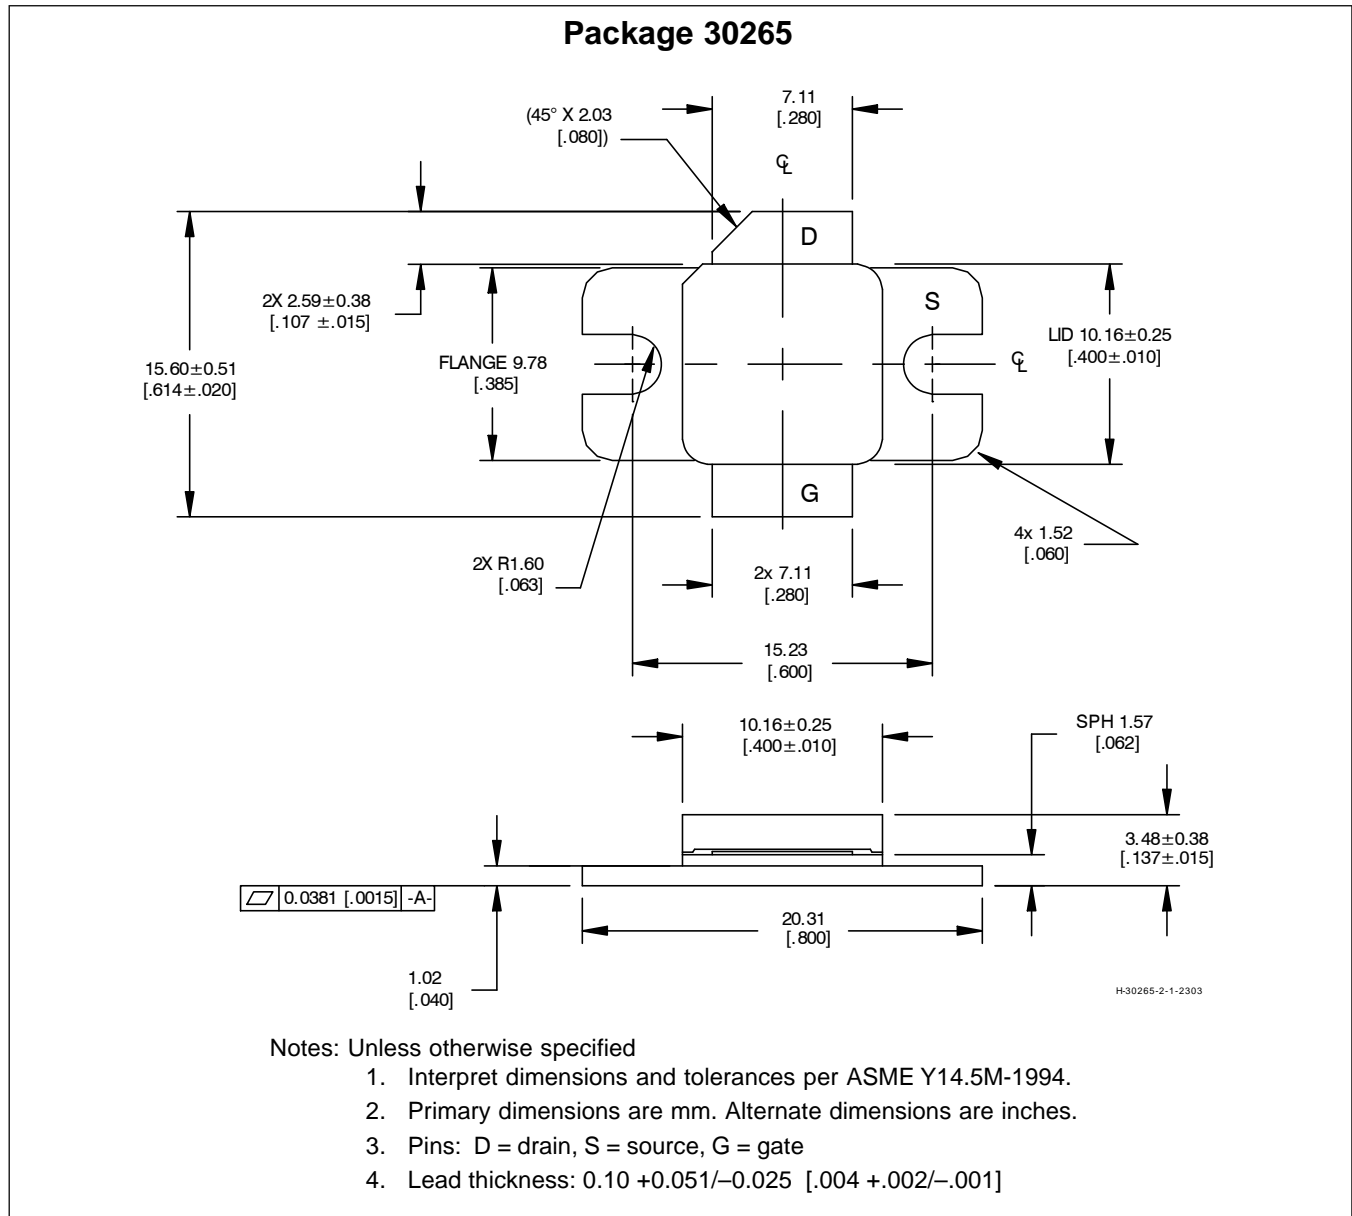 Package 30265
7.11
[.280]
(45° X 2.03
[.080])
℄
D
2X 2.59±0.38
[.107 ±.015]
S
LID 10.16±0.25
[.400±.010]
15.60±0.51
[.614±.020]
FLANGE 9.78
[.385]
℄
G
4x 1.52
[.060]
2X R1.60
[.063]
2x 7.11
[.280]
15.23
[.600]
10.16±0.25
[.400±.010]
SPH 1.57
[.062]
3.48±0.38
[.137±.015]
⏥ 0.0381 [.0015] -A-
20.31
[.800]
1.02
[.040]
H-30265-2-1-2303
Notes: Unless otherwise specified
1. Interpret dimensions and tolerances per ASME Y14.5M-1994.
2. Primary dimensions are mm. Alternate dimensions are inches.
3. Pins: D = drain, S = source, G = gate
4. Lead thickness: 0.10 +0.051/–0.025 [.004 +.002/–.001]